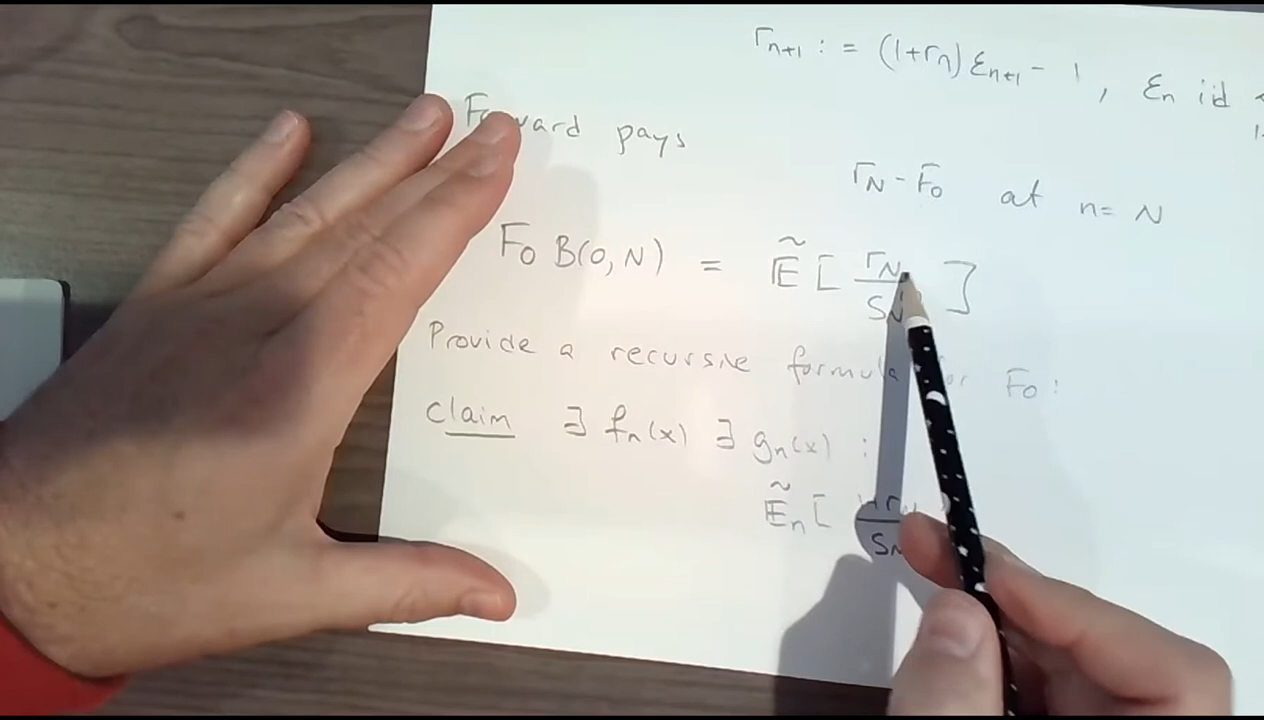 r_{n+1} := (1+r_n) ε_{n+1} - 1, ε_n iid
Forward pays
r_N - F_0 at n = N
F_0 B(0,N) = Ẽ [ r_N / S_N ]
Provide a recursive formula for F_0:
claim ∃ f_n(x) ∃ g_n(x) :
Ẽ_n [